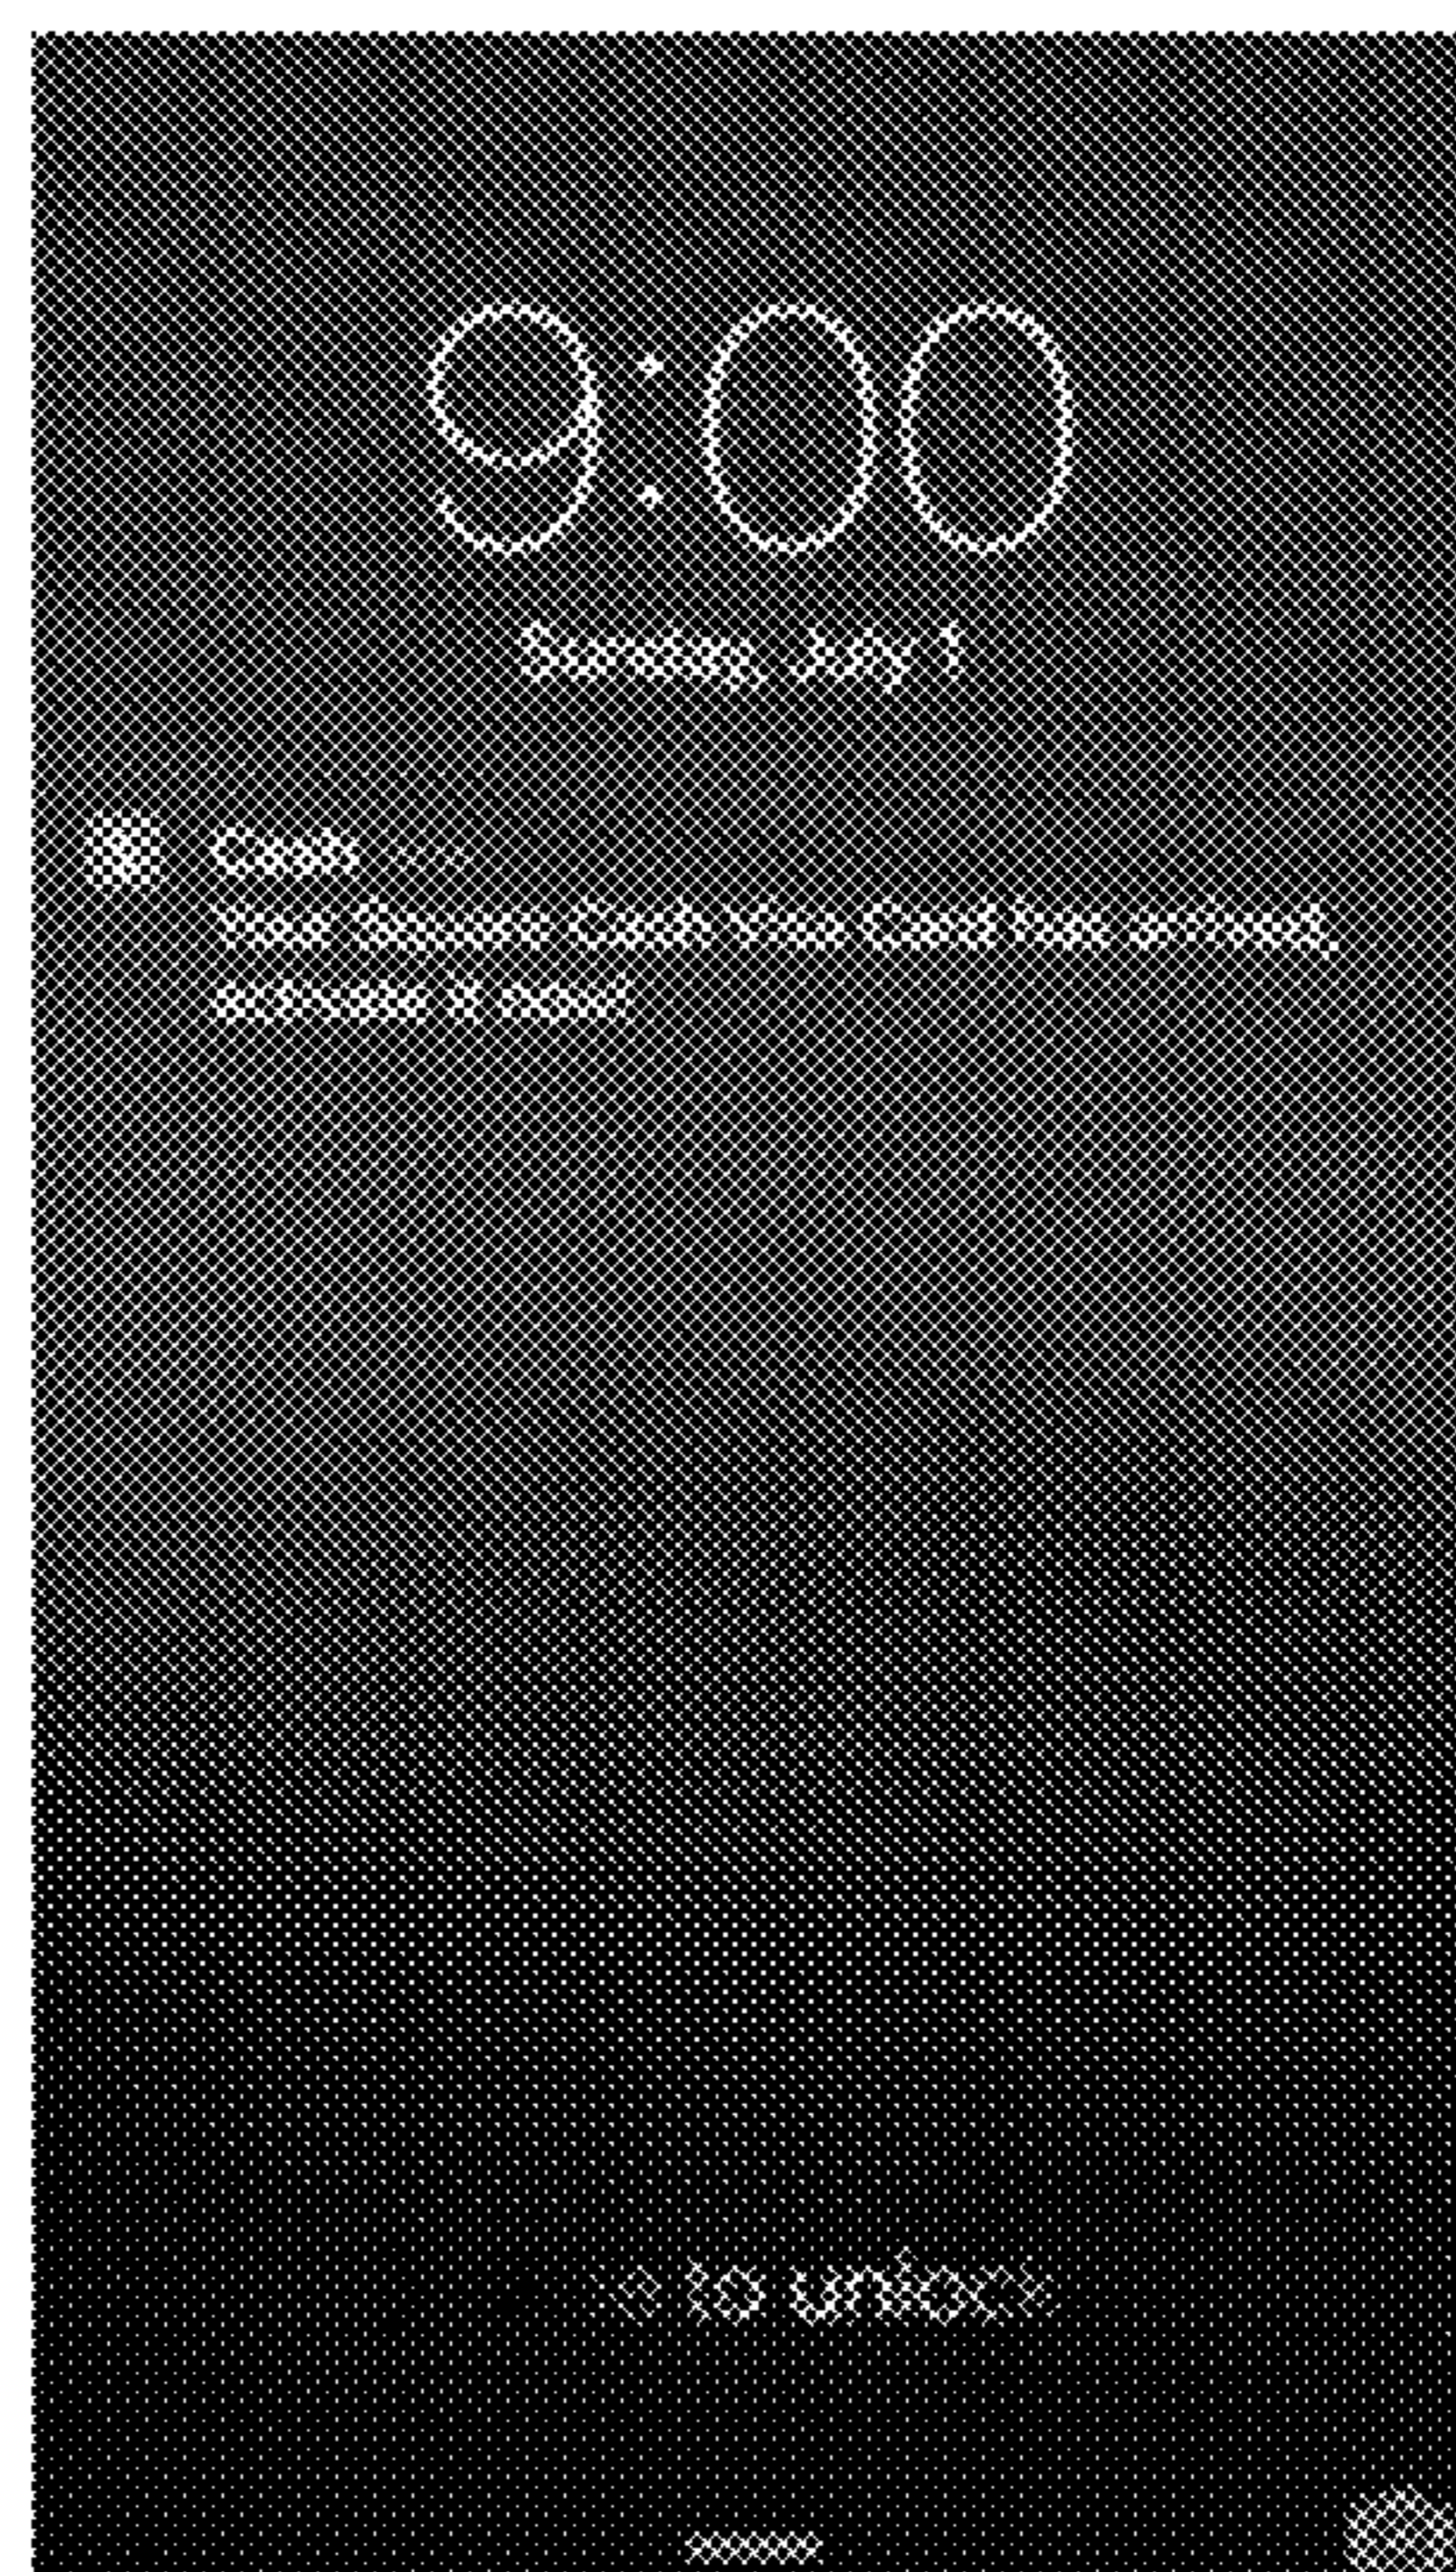 9:00
Sunday, July 1
Cash
Your Square Cash Visa Card has arrived,
activate it now!
to unlock